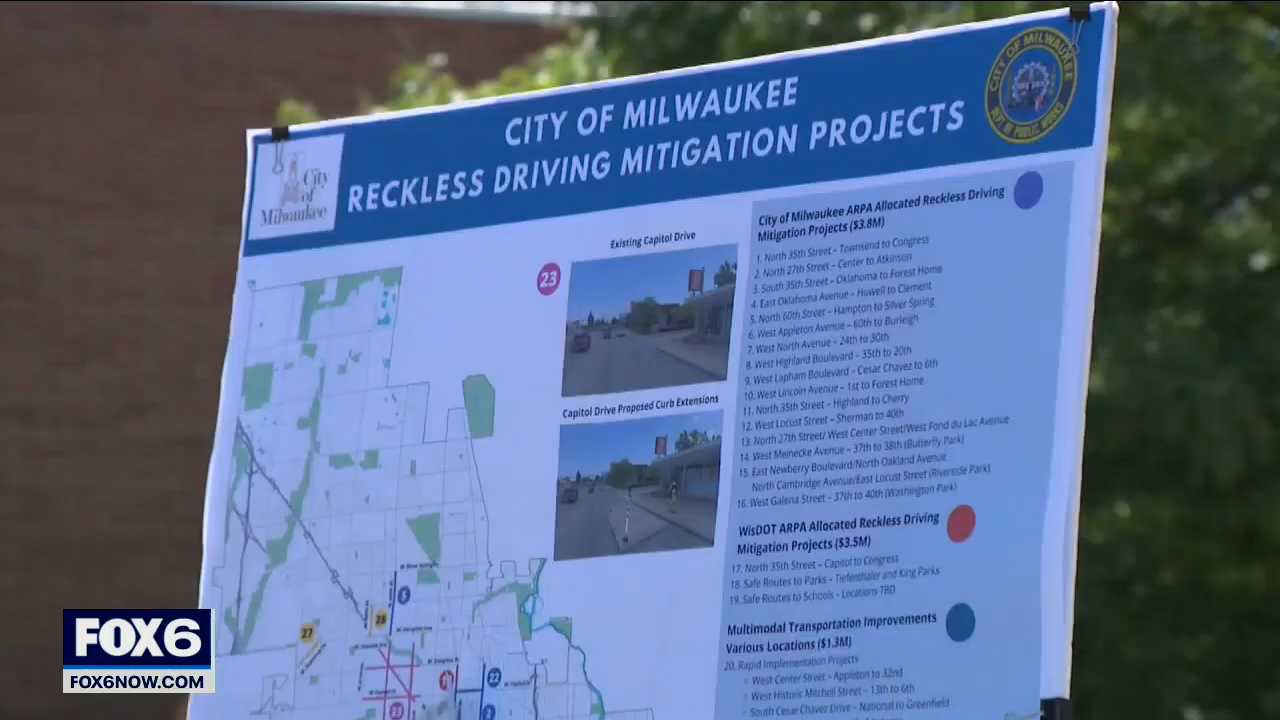 CITY OF MILWAUKEE
RECKLESS DRIVING MITIGATION PROJECTS
City
of
Milwaukee
CITY OF MILWAUKEE
DEPT. OF PUBLIC WORKS
23
Existing Capitol Drive
Capitol Drive Proposed Curb Extensions
City of Milwaukee ARPA Allocated Reckless Driving
Mitigation Projects ($3.8M)
1. North 35th Street – Townsend to Congress
2. North 27th Street – Center to Atkinson
3. South 35th Street – Oklahoma to Forest Home
4. East Oklahoma Avenue – Howell to Clement
5. North 60th Street – Hampton to Silver Spring
6. West Appleton Avenue – 60th to Burleigh
7. West North Avenue – 24th to 30th
8. West Highland Boulevard – 35th to 20th
9. West Lapham Boulevard – Cesar Chavez to 6th
10. West Lincoln Avenue – 1st to Forest Home
11. North 35th Street – Highland to Cherry
12. West Locust Street – Sherman to 40th
13. North 27th Street/ West Center Street/West Fond du Lac Avenue
14. West Meinecke Avenue – 37th to 38th (Butterfly Park)
15. East Newberry Boulevard/North Oakland Avenue
North Cambridge Avenue/East Locust Street (Riverside Park)
16. West Galena Street – 37th to 40th (Washington Park)
WisDOT ARPA Allocated Reckless Driving
Mitigation Projects ($3.5M)
17. North 35th Street – Capitol to Congress
18. Safe Routes to Parks – Tiefenthaler and King Parks
19. Safe Routes to Schools – Locations TBD
Multimodal Transportation Improvements
Various Locations ($1.3M)
20. Rapid Implementation Projects
West Center Street – Appleton to 32nd
West Historic Mitchell Street – 13th to 6th
South Cesar Chavez Drive – National to Greenfield
5
28
27
22
23
FOX6
FOX6NOW.COM